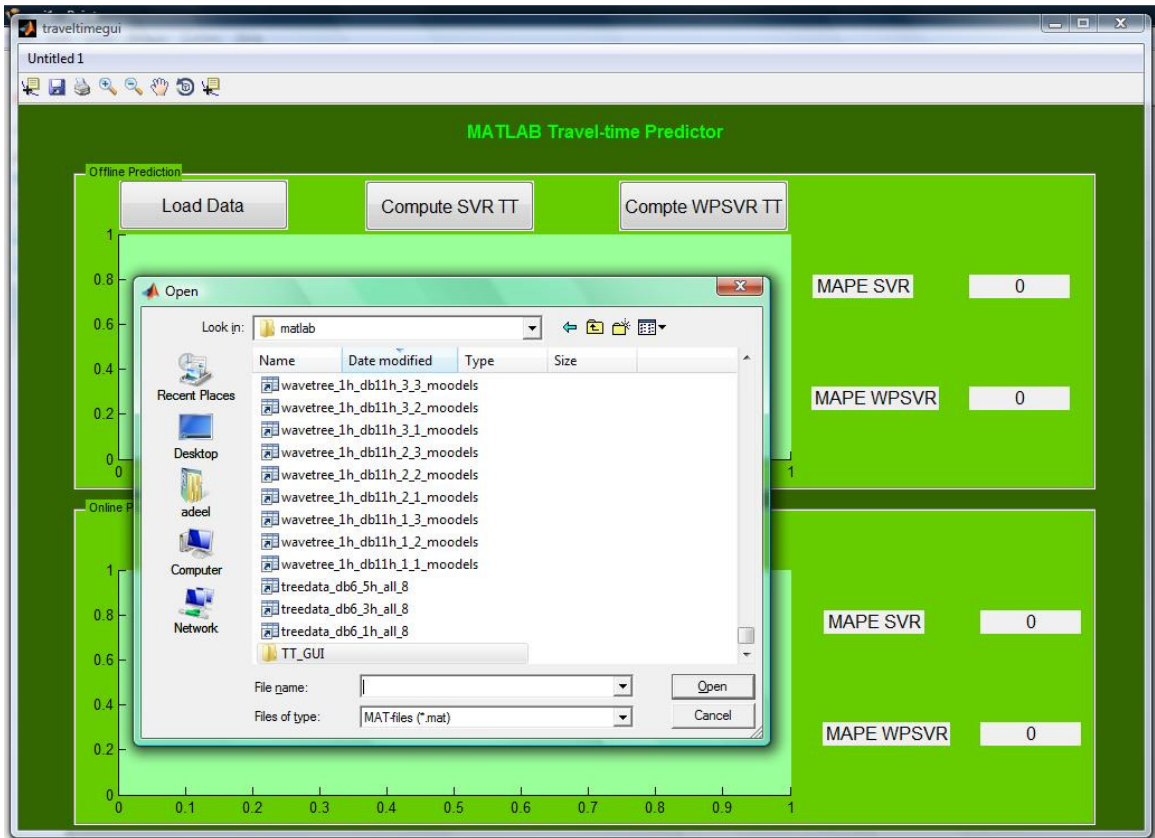 traveltimegui
Untitled 1
MATLAB Travel-time Predictor
Offline Prediction
Load Data
Compute SVR TT
Compte WPSVR TT
1
0.8
0.6
0.4
0.2
0
0
1
MAPE SVR
0
MAPE WPSVR
0
Open
Look in:
matlab
Name
Date modified
Type
Size
Recent Places
Desktop
adeel
Computer
Network
wavetree_1h_db11h_3_3_moodels
wavetree_1h_db11h_3_2_moodels
wavetree_1h_db11h_3_1_moodels
wavetree_1h_db11h_2_3_moodels
wavetree_1h_db11h_2_2_moodels
wavetree_1h_db11h_2_1_moodels
wavetree_1h_db11h_1_3_moodels
wavetree_1h_db11h_1_2_moodels
wavetree_1h_db11h_1_1_moodels
treedata_db6_5h_all_8
treedata_db6_3h_all_8
treedata_db6_1h_all_8
TT_GUI
File name:
Open
Files of type:
MAT-files (*.mat)
Cancel
Online P
1
0.8
0.6
0.4
0.2
0
0 0.1 0.2 0.3 0.4 0.5 0.6 0.7 0.8 0.9 1
MAPE SVR
0
MAPE WPSVR
0